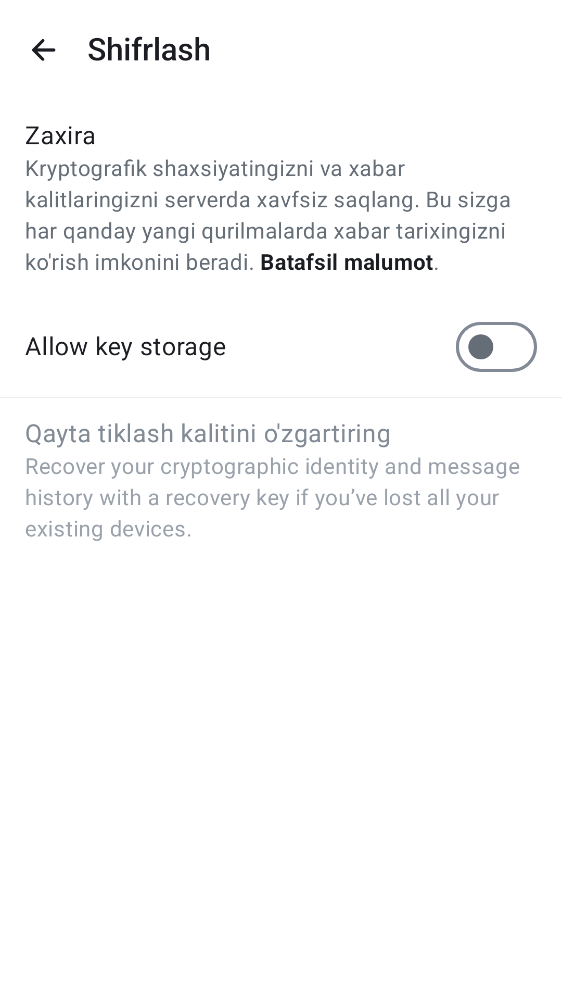 Shifrlash
Zaxira
Kryptografik shaxsiyatingizni va xabar
kalitlaringizni serverda xavfsiz saqlang. Bu sizga
har qanday yangi qurilmalarda xabar tarixingizni
ko'rish imkonini beradi. Batafsil malumot.
Allow key storage
Qayta tiklash kalitini o'zgartiring
Recover your cryptographic identity and message
history with a recovery key if you’ve lost all your
existing devices.